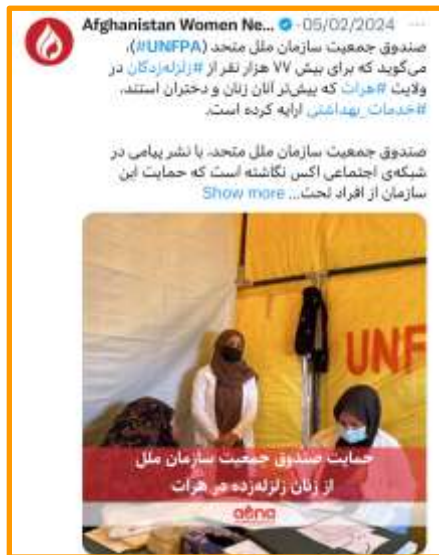 Afghanistan Women Ne... · 05/02/2024 ...
صندوق جمعیت سازمان ملل متحد (UNFPA#)،
می‌گوید که برای بیش ۷۷ هزار نفر از #زلزله‌زدگان در
ولایت #هرات که بیش‌تر آنان زنان و دختران استند،
#خدمات_بهداشتی ارایه کرده است.
صندوق جمعیت سازمان ملل متحد، با نشر پیامی در
شبکه‌ی اجتماعی اکس نگاشته است که حمایت این
سازمان از افراد تحت... Show more
UNF
حمایت صندوق جمعیت سازمان ملل
از زنان زلزله‌زده در هرات
aena